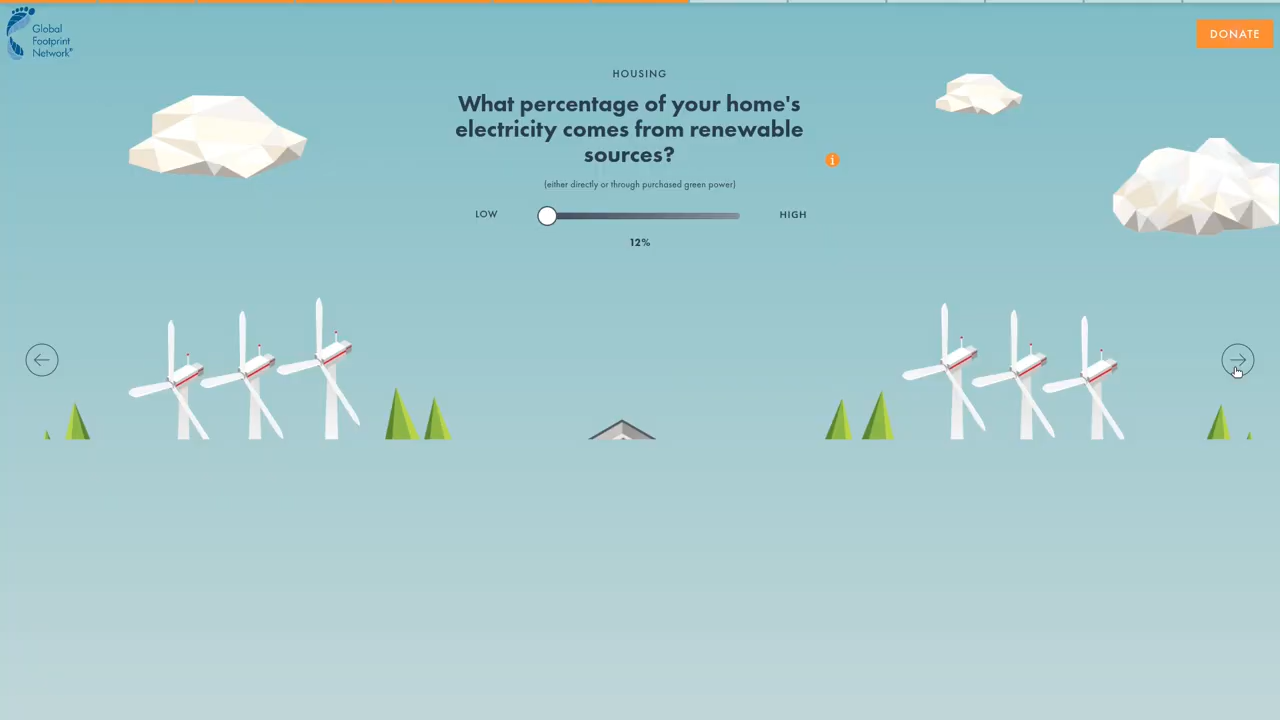 Global
Footprint
Network®
DONATE
HOUSING
What percentage of your home's
electricity comes from renewable
sources?
i
(either directly or through purchased green power)
LOW
HIGH
12%